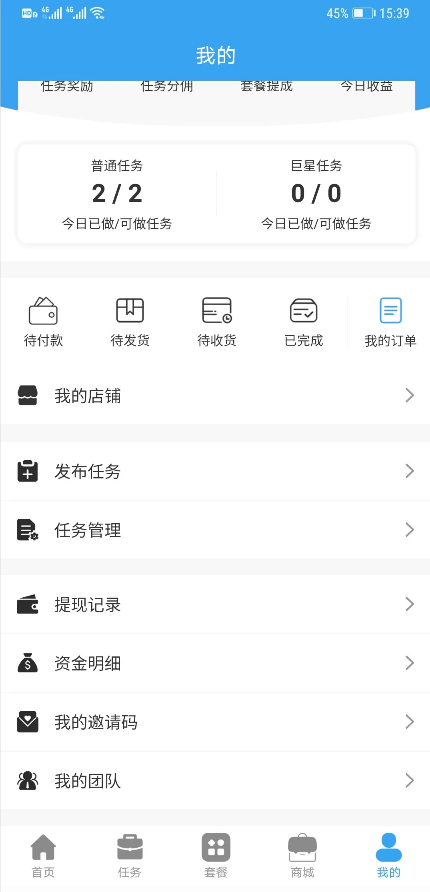 45% 15:39
我的
任务奖励 任务分佣 套餐提成 今日收益
普通任务 巨星任务
2 / 2 0 / 0
今日已做/可做任务 今日已做/可做任务
待付款 待发货 待收货 已完成 我的订单
我的店铺
发布任务
任务管理
提现记录
资金明细
我的邀请码
我的团队
首页 任务 套餐 商城 我的